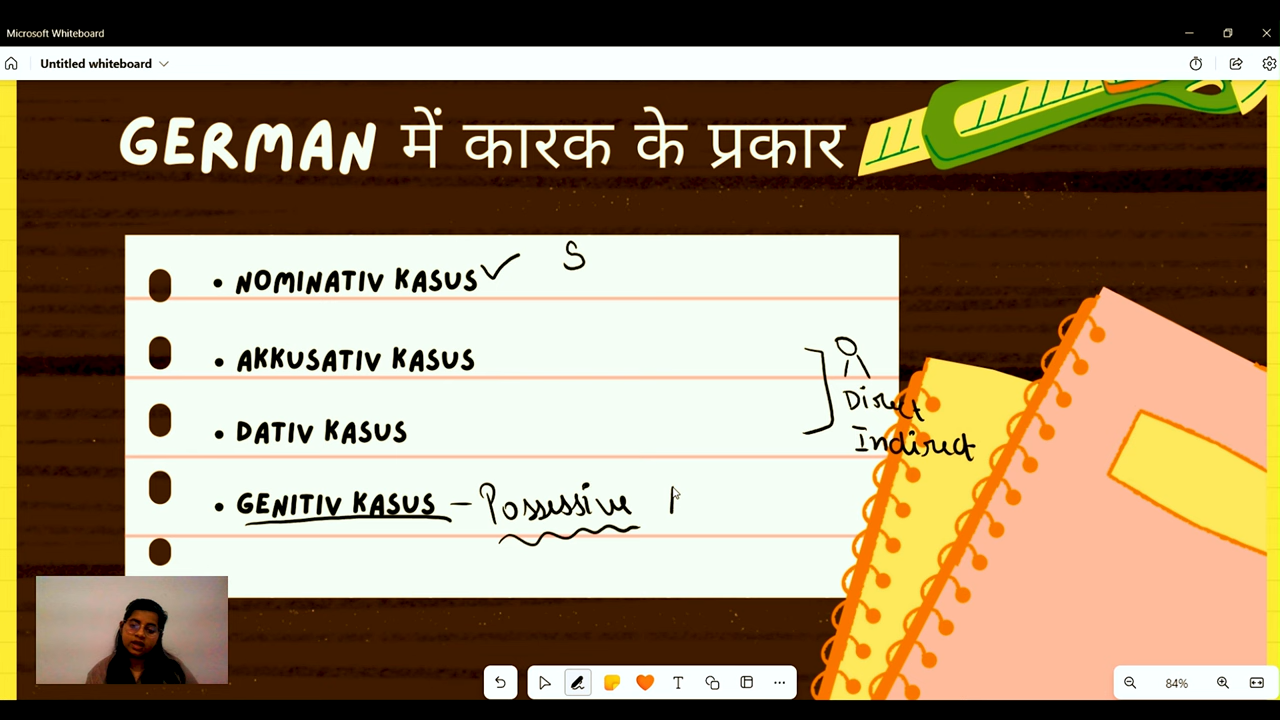 Microsoft Whiteboard
Untitled whiteboard
GERMAN में कारक के प्रकार
• NOMINATIV KASUS ✓ S
• AKKUSATIV KASUS
Direct
• DATIV KASUS
Indirect
• GENITIV KASUS – Possessive
84%